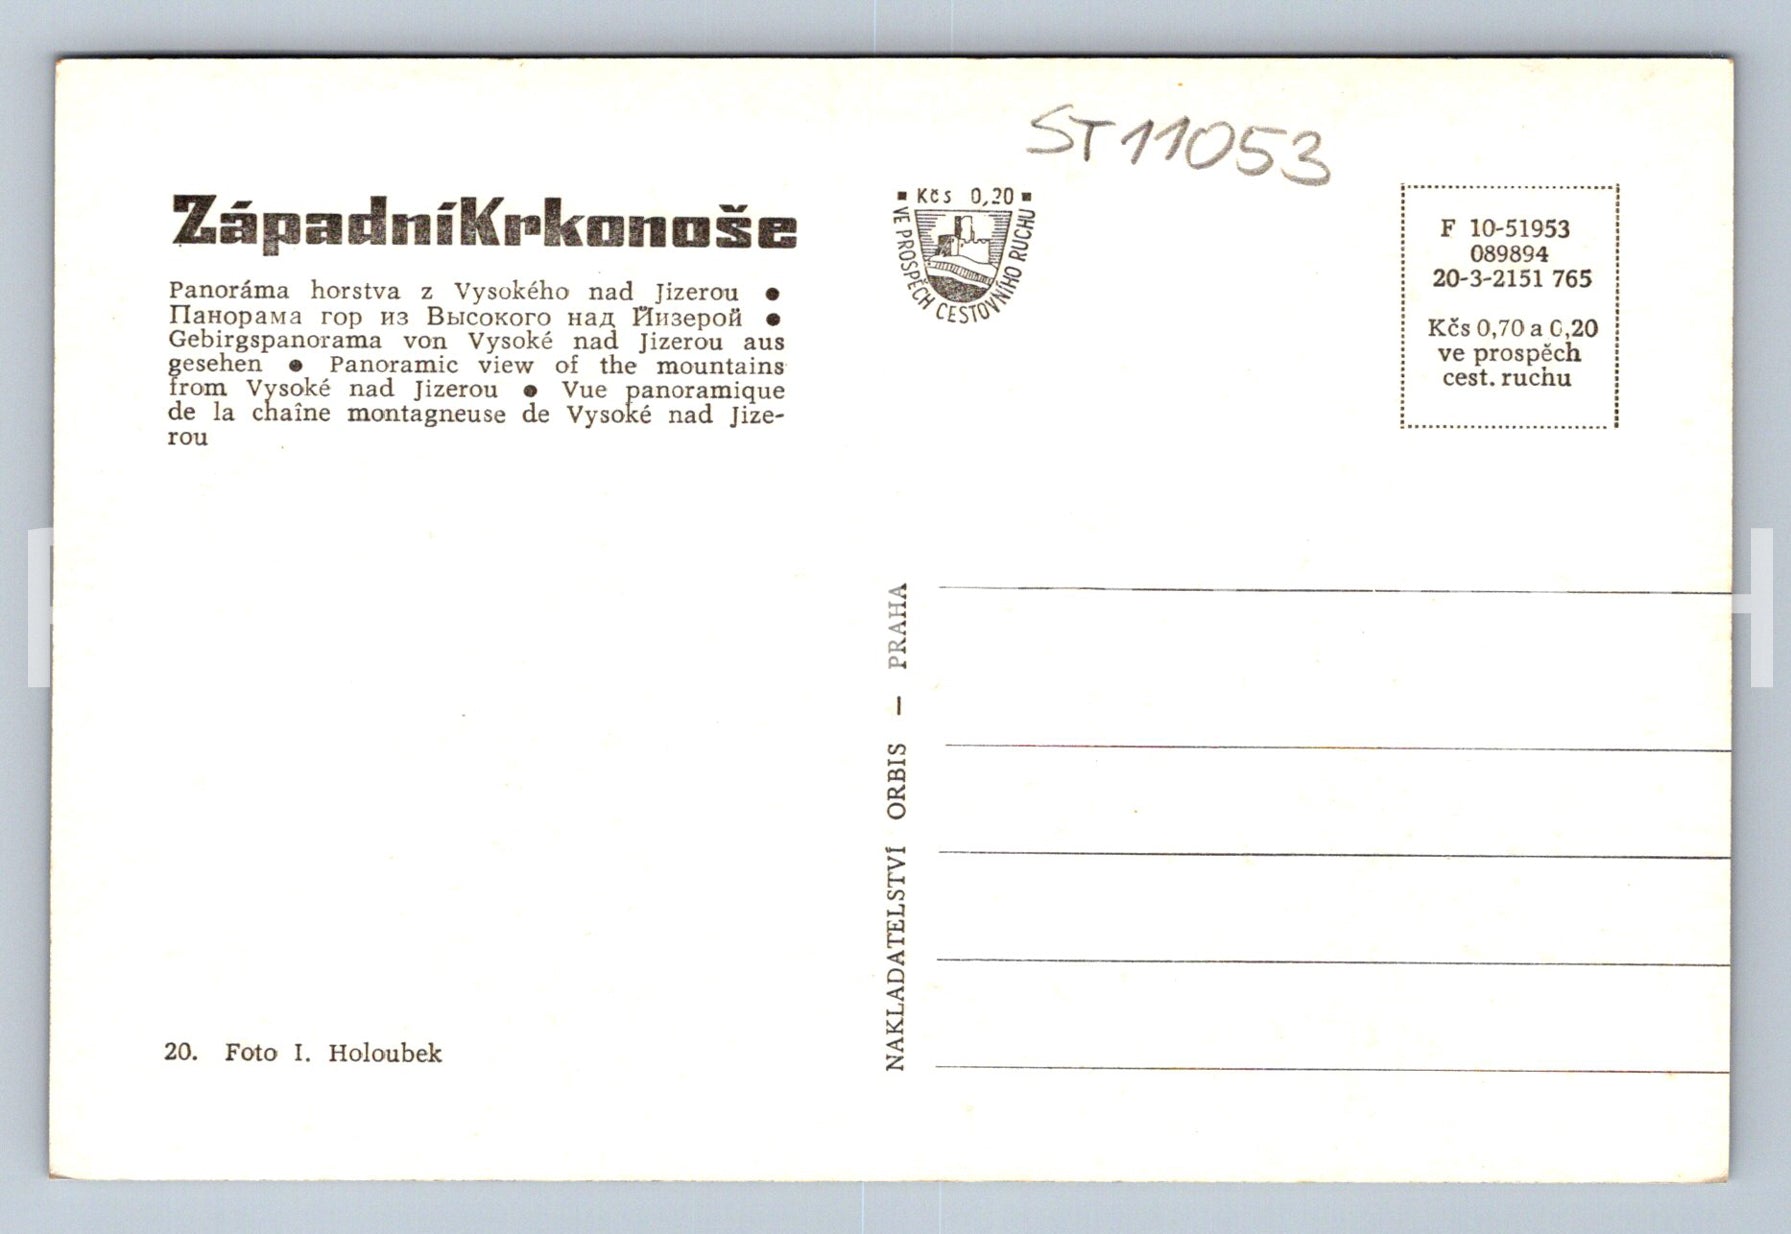 ST11053
ZápadníKrkonoše
Panoráma horstva z Vysokého nad Jizerou ●
Панорама гор из Высокого над Йизерой ●
Gebirgspanorama von Vysoké nad Jizerou aus
gesehen ● Panoramic view of the mountains
from Vysoké nad Jizerou ● Vue panoramique
de la chaîne montagneuse de Vysoké nad Jize-
rou
▪ Kčs 0,20 ▪
VE PROSPĚCH CESTOVNÍHO RUCHU
F 10-51953
089894
20-3-2151 765
Kčs 0,70 a 0,20
ve prospěch
cest. ruchu
NAKLADATELSTVÍ ORBIS — PRAHA
20. Foto I. Holoubek